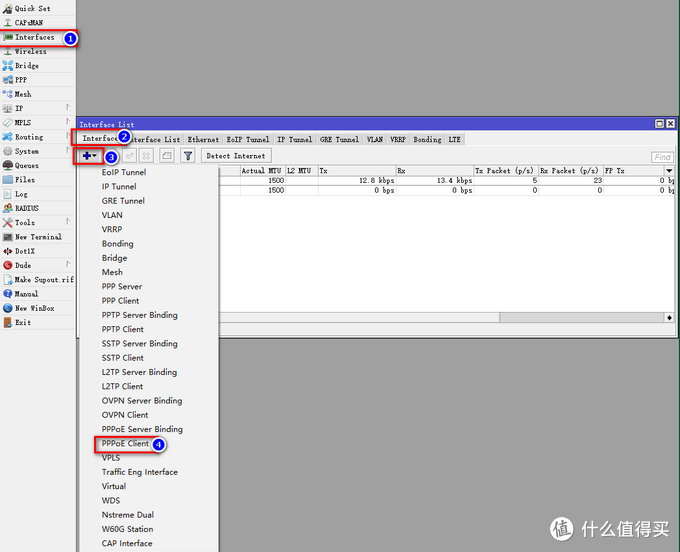 Quick Set
CAPsMAN
Interfaces 1
Wireless
Bridge
PPP
Mesh
IP
MPLS
Routing
System
Queues
Files
Log
RADIUS
Tools
New Terminal
Dot1X
Dude
Make Supout.rif
Manual
New WinBox
Exit
Interface List
Interface 2 Interface List Ethernet EoIP Tunnel IP Tunnel GRE Tunnel VLAN VRRP Bonding LTE
3 Detect Internet Find
Actual MTU L2 MTU Tx Rx Tx Packet (p/s) Rx Packet (p/s) FP Tx
1500 12.8 kbps 13.4 kbps 5 23 0 bp
1500 0 bps 0 bps 0 0 0 bp
EoIP Tunnel
IP Tunnel
GRE Tunnel
VLAN
VRRP
Bonding
Bridge
Mesh
PPP Server
PPP Client
PPTP Server Binding
PPTP Client
SSTP Server Binding
SSTP Client
L2TP Server Binding
L2TP Client
OVPN Server Binding
OVPN Client
PPPoE Server Binding
PPPoE Client 4
VPLS
Traffic Eng Interface
Virtual
WDS
Nstreme Dual
W60G Station
CAP Interface
值 什么值得买